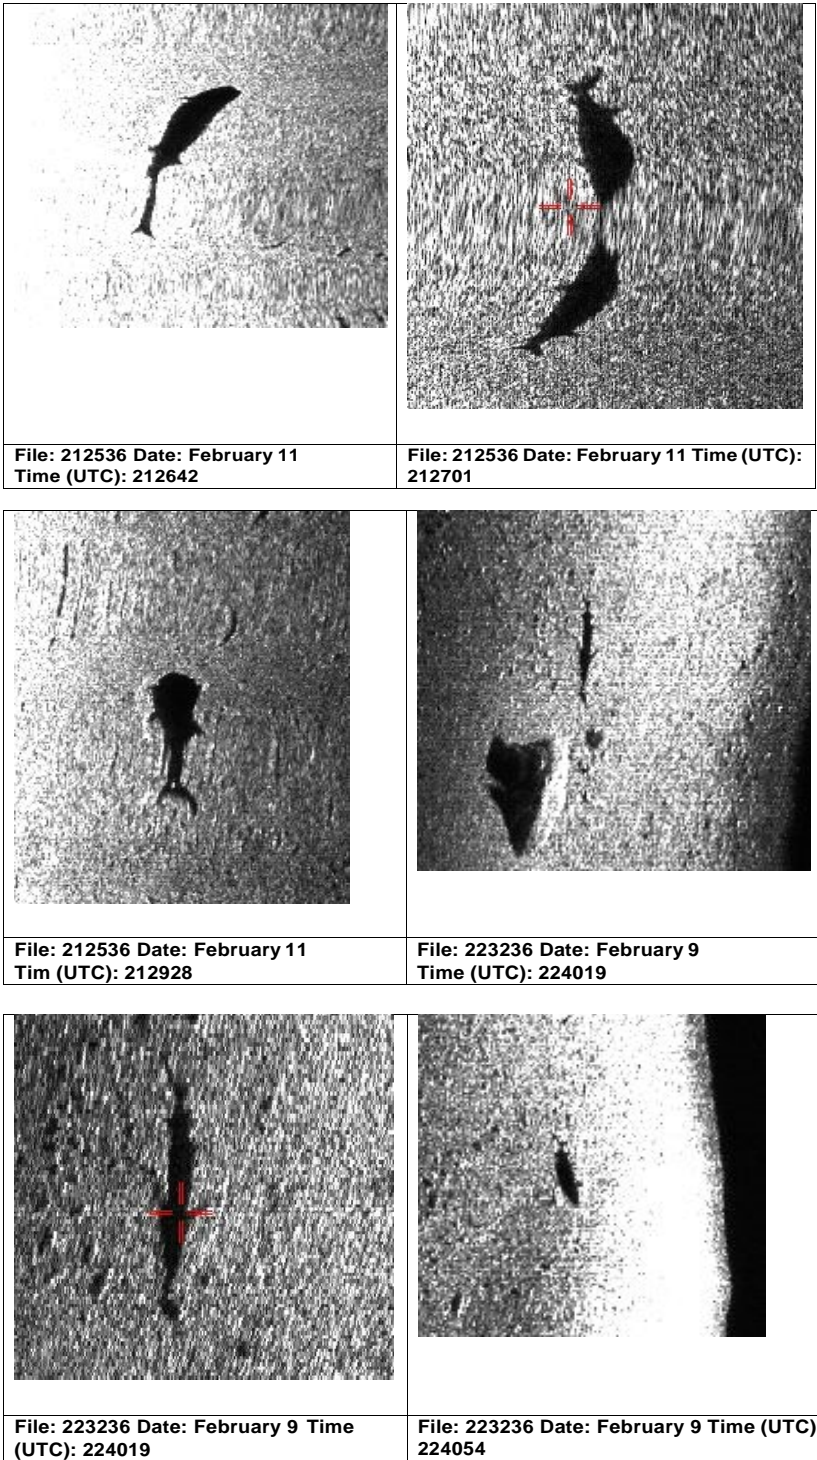 File: 212536 Date: February 11
Time (UTC): 212642
File: 212536 Date: February 11 Time (UTC):
212701
File: 212536 Date: February 11
Tim (UTC): 212928
File: 223236 Date: February 9
Time (UTC): 224019
File: 223236 Date: February 9 Time
(UTC): 224019
File: 223236 Date: February 9 Time (UTC)
224054